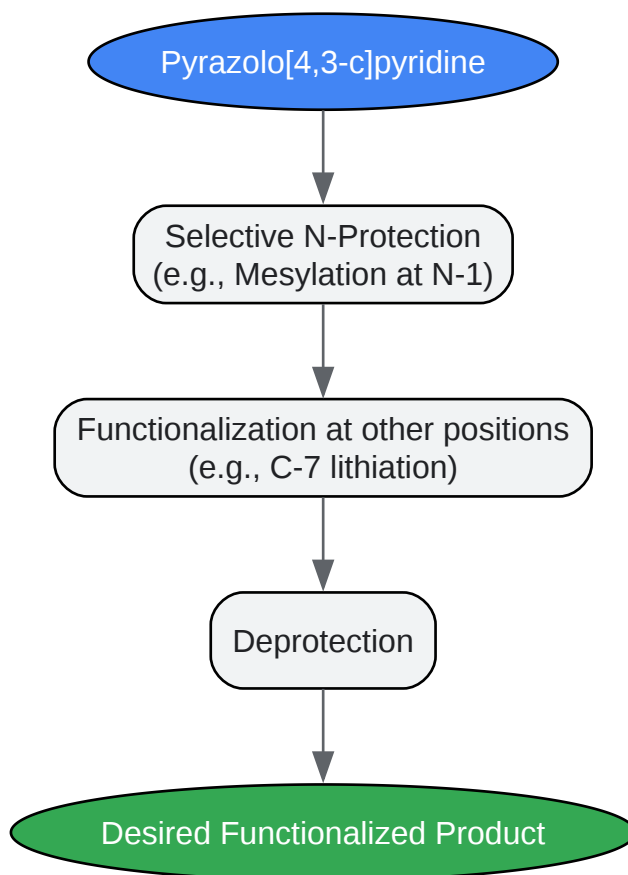 Pyrazolo[4,3-c]pyridine
Selective N-Protection
(e.g., Mesylation at N-1)
Functionalization at other positions
(e.g., C-7 lithiation)
Deprotection
Desired Functionalized Product